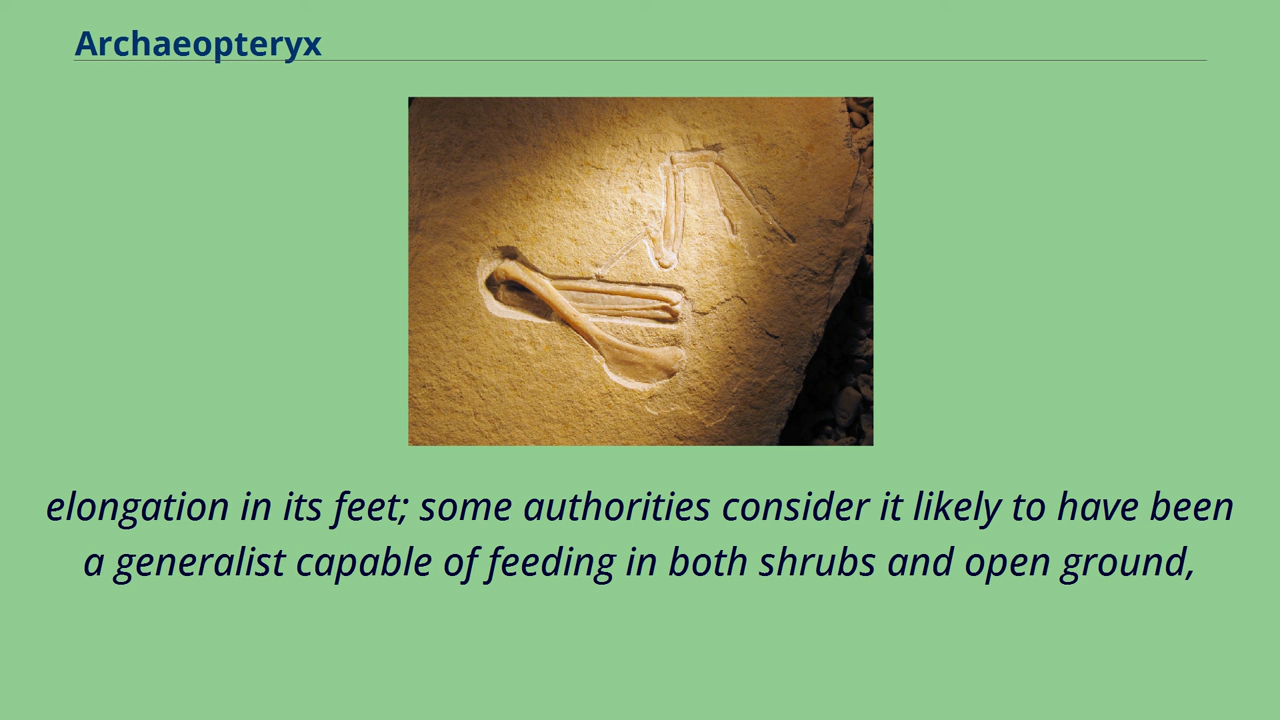 Archaeopteryx
elongation in its feet; some authorities consider it likely to have been
a generalist capable of feeding in both shrubs and open ground,